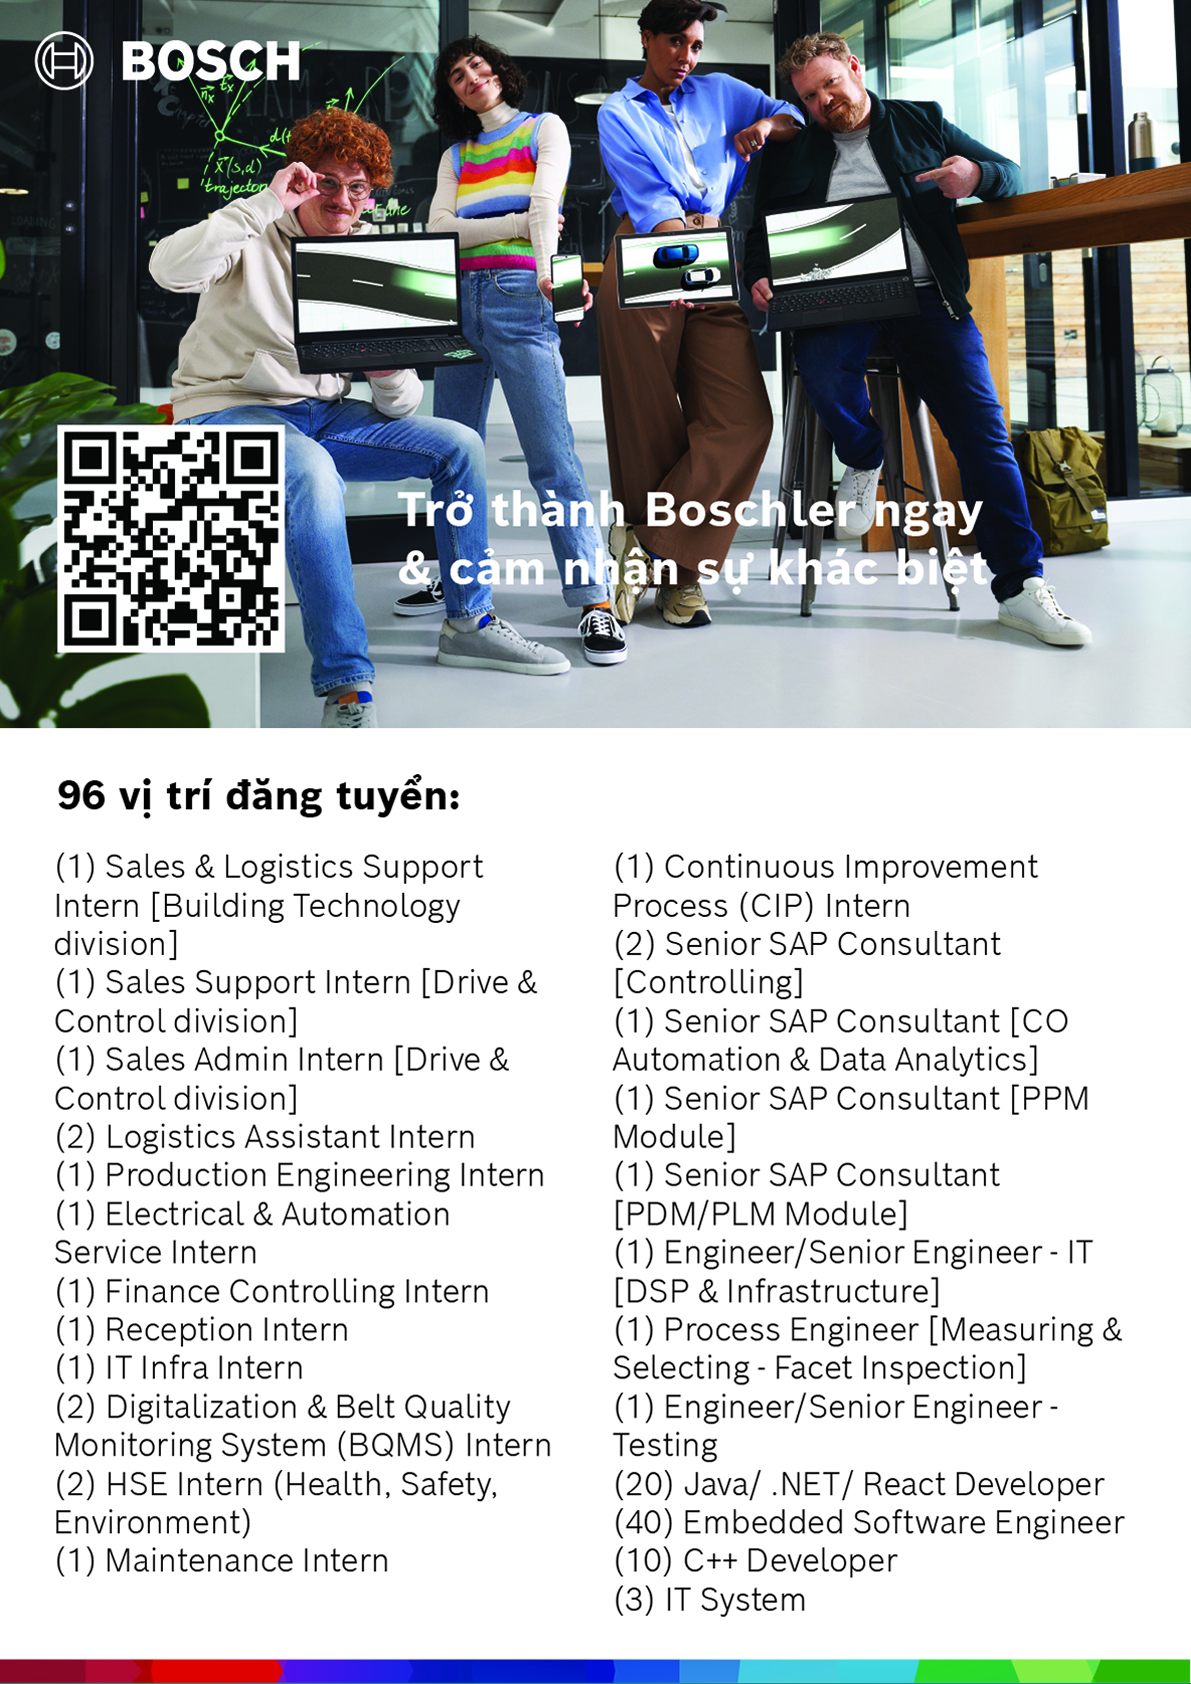 BOSCH
trajector
Trở thành Boschler ngay
& cảm nhận sự khác biệt
96 vị trí đăng tuyển:
(1) Sales & Logistics Support
Intern [Building Technology
division]
(1) Sales Support Intern [Drive &
Control division]
(1) Sales Admin Intern [Drive &
Control division]
(2) Logistics Assistant Intern
(1) Production Engineering Intern
(1) Electrical & Automation
Service Intern
(1) Finance Controlling Intern
(1) Reception Intern
(1) IT Infra Intern
(2) Digitalization & Belt Quality
Monitoring System (BQMS) Intern
(2) HSE Intern (Health, Safety,
Environment)
(1) Maintenance Intern
(1) Continuous Improvement
Process (CIP) Intern
(2) Senior SAP Consultant
[Controlling]
(1) Senior SAP Consultant [CO
Automation & Data Analytics]
(1) Senior SAP Consultant [PPM
Module]
(1) Senior SAP Consultant
[PDM/PLM Module]
(1) Engineer/Senior Engineer - IT
[DSP & Infrastructure]
(1) Process Engineer [Measuring &
Selecting - Facet Inspection]
(1) Engineer/Senior Engineer -
Testing
(20) Java/ .NET/ React Developer
(40) Embedded Software Engineer
(10) C++ Developer
(3) IT System